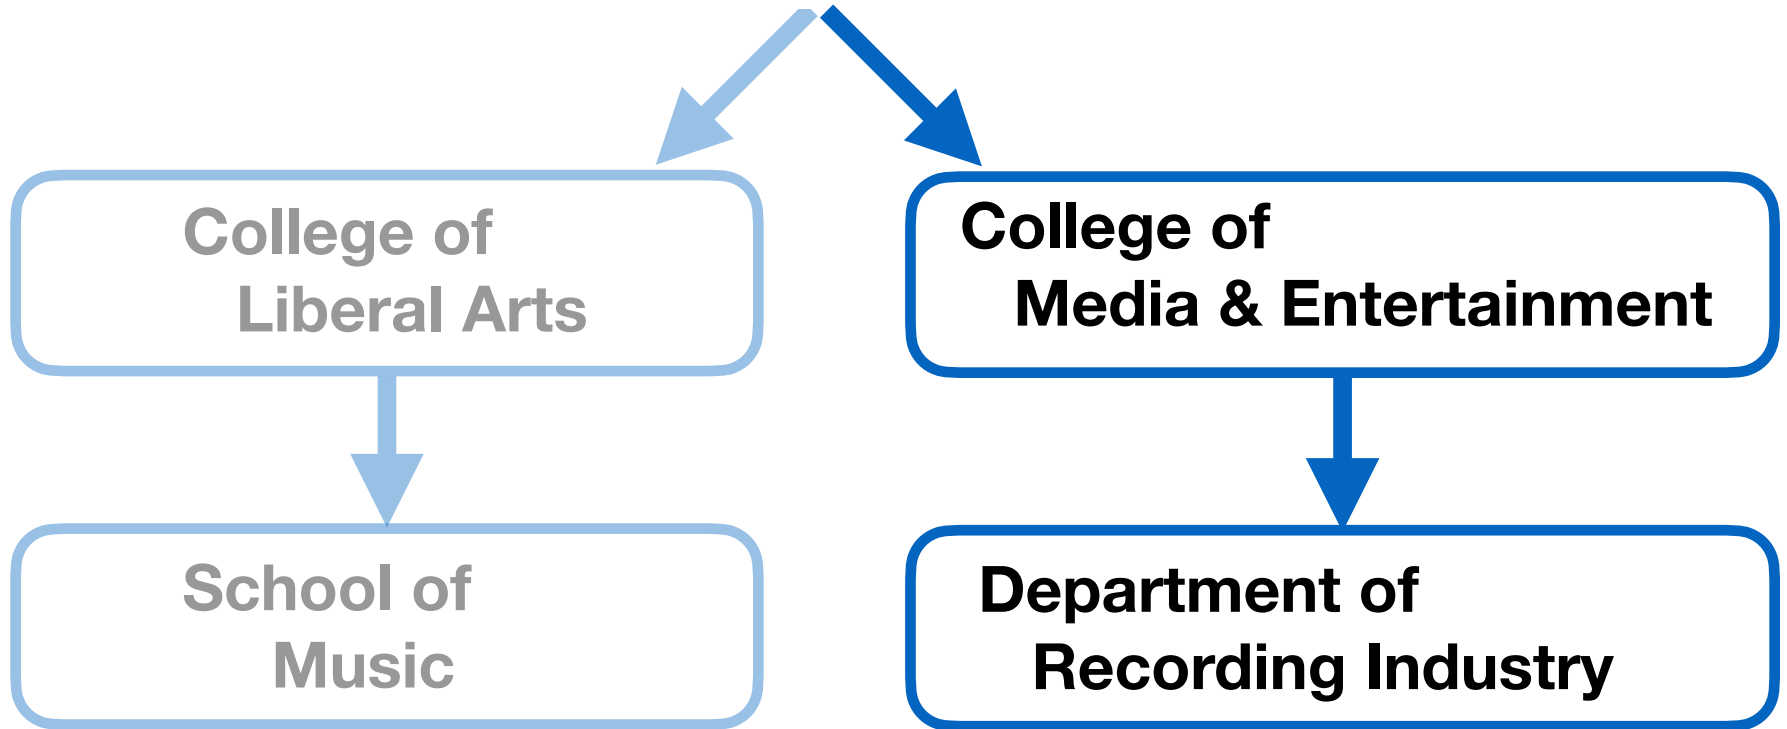 College of
Liberal Arts
College of
Media & Entertainment
School of
Music
Department of
Recording Industry